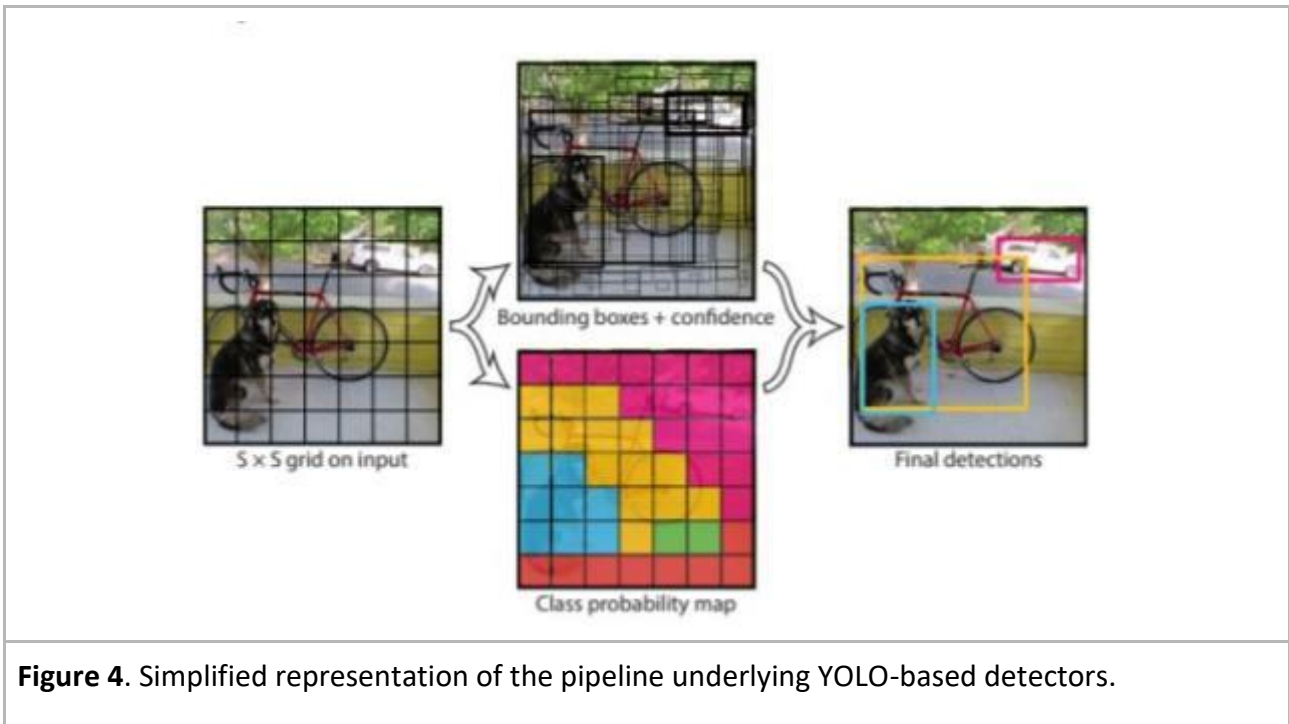 Bounding boxes + confidence
S × S grid on input
Final detections
Class probability map
Figure 4. Simplified representation of the pipeline underlying YOLO-based detectors.